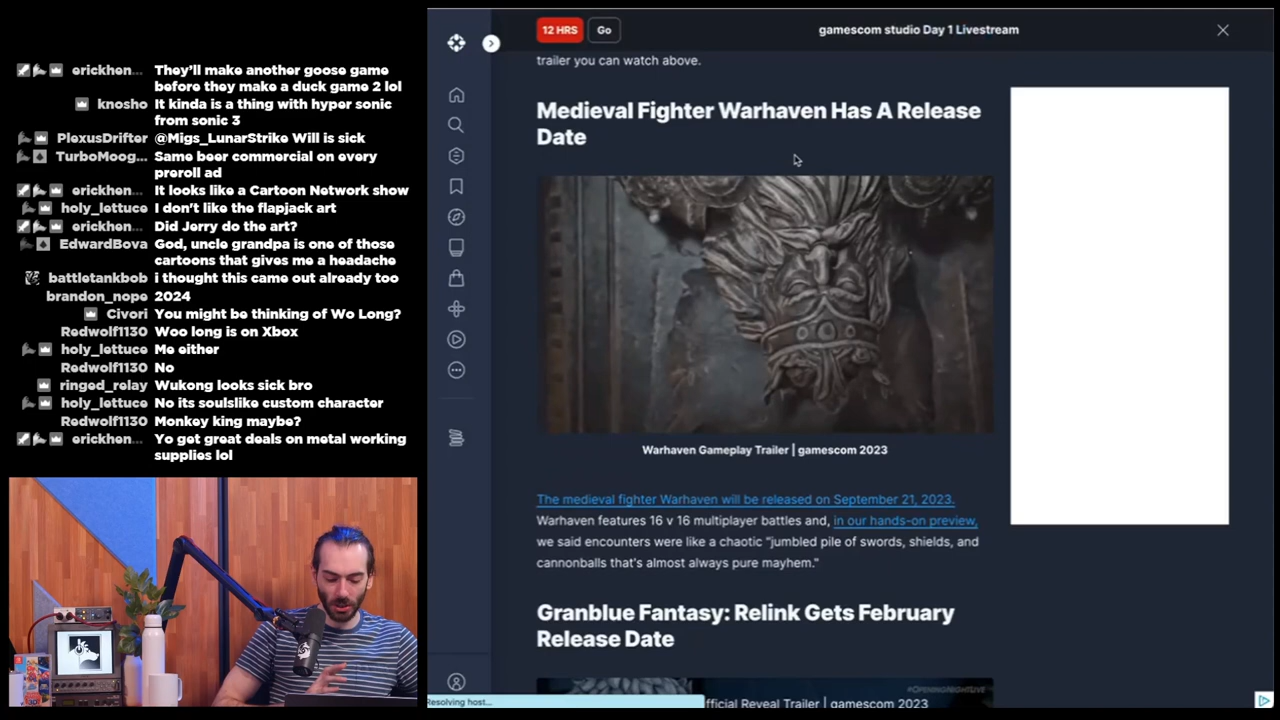 erickhen... They'll make another goose game
before they make a duck game 2 lol
knosho It kinda is a thing with hyper sonic
from sonic 3
PlexusDrifter @Migs_LunarStrike Will is sick
TurboMoog... Same beer commercial on every
preroll ad
erickhen... It looks like a Cartoon Network show
holy_lettuce I don't like the flapjack art
erickhen... Did Jerry do the art?
EdwardBova God, uncle grandpa is one of those
cartoons that gives me a headache
battletankbob i thought this came out already too
brandon_nope 2024
Civori You might be thinking of Wo Long?
Redwolf1130 Woo long is on Xbox
holy_lettuce Me either
Redwolf1130 No
ringed_relay Wukong looks sick bro
holy_lettuce No its soulslike custom character
Redwolf1130 Monkey king maybe?
erickhen... Yo get great deals on metal working
supplies lol
12 HRS Go gamescom studio Day 1 Livestream
trailer you can watch above.
Medieval Fighter Warhaven Has A Release
Date
Warhaven Gameplay Trailer | gamescom 2023
The medieval fighter Warhaven will be released on September 21, 2023.
Warhaven features 16 v 16 multiplayer battles and, in our hands-on preview,
we said encounters were like a chaotic "jumbled pile of swords, shields, and
cannonballs that's almost always pure mayhem."
Granblue Fantasy: Relink Gets February
Release Date
#OPENINGNIGHTLIVE
fficial Reveal Trailer | gamescom 2023
Resolving host...